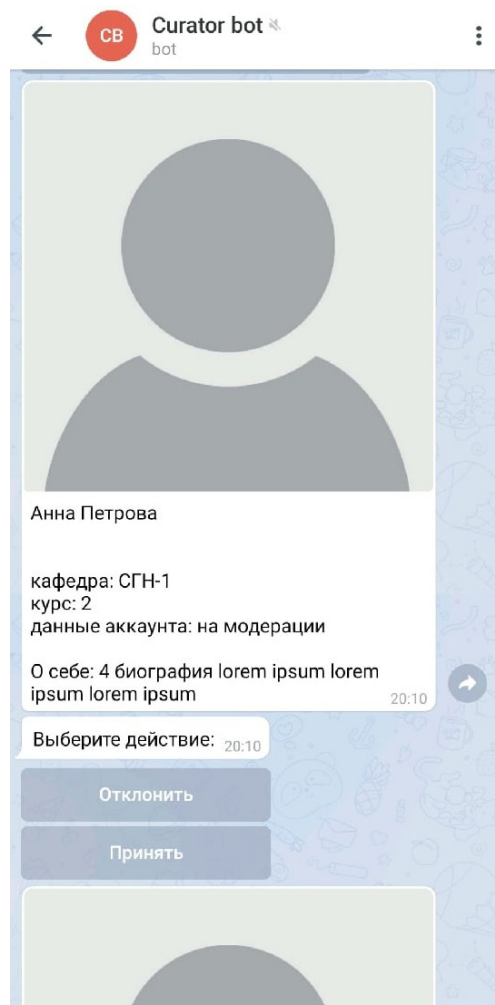 CB
Curator bot
bot
Анна Петрова
кафедра: СГН-1
курс: 2
данные аккаунта: на модерации
О себе: 4 биография lorem ipsum lorem
ipsum lorem ipsum
20:10
Выберите действие: 20:10
Отклонить
Принять